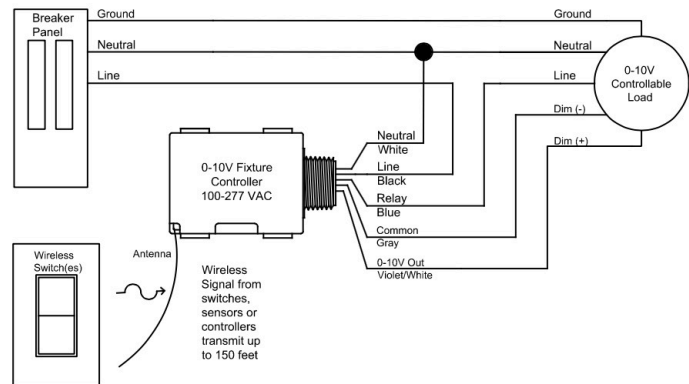 Breaker
Panel
Ground
Ground
Neutral
Neutral
Line
Line
0-10V
Controllable
Load
Dim (-)
Dim (+)
0-10V Fixture
Controller
100-277 VAC
Neutral
White
Line
Black
Relay
Blue
Common
Gray
0-10V Out
Violet/White
Wireless
Switch(es)
Antenna
Wireless
Signal from
switches,
sensors or
controllers
transmit up
to 150 feet